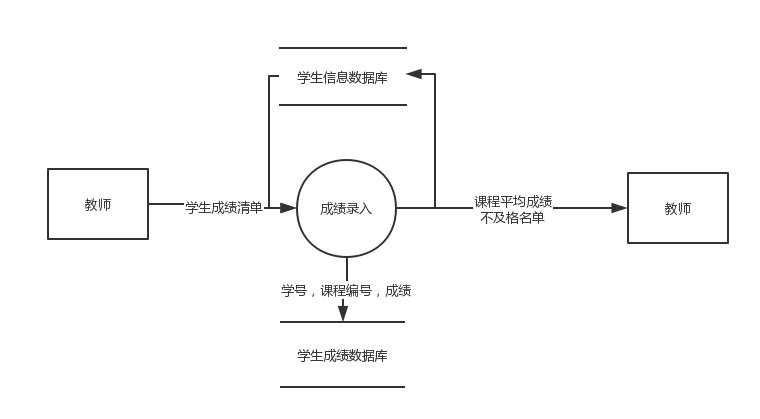 学生信息数据库
教师
学生成绩清单
成绩录入
课程平均成绩
不及格名单
教师
学号，课程编号，成绩
学生成绩数据库